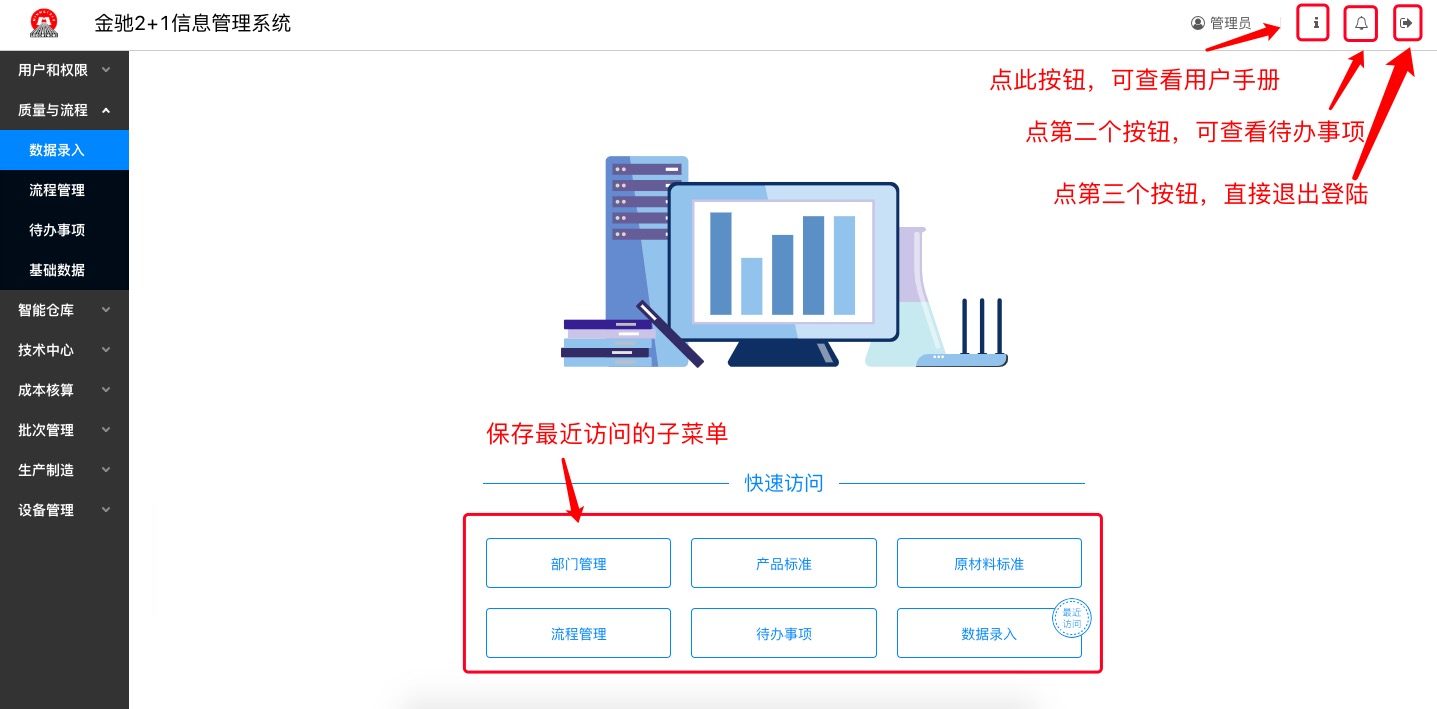 金驰2+1信息管理系统
管理员
点此按钮，可查看用户手册
点第二个按钮，可查看待办事项
点第三个按钮，直接退出登陆
用户和权限
质量与流程
数据录入
流程管理
待办事项
基础数据
智能仓库
技术中心
成本核算
批次管理
生产制造
设备管理
保存最近访问的子菜单
快速访问
部门管理
产品标准
原材料标准
流程管理
待办事项
数据录入
最近
访问